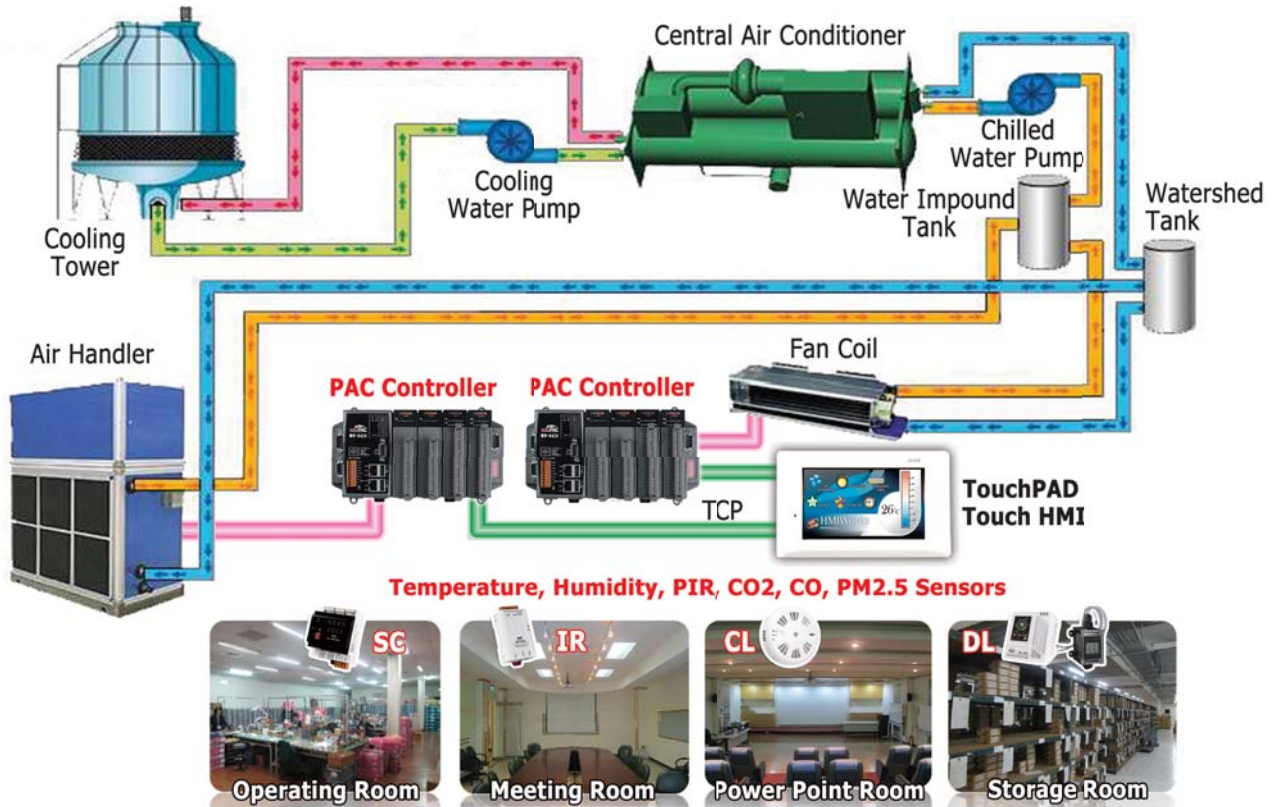 Central Air Conditioner
Chilled
Water Pump
Cooling
Water Pump
Water Impound
Tank
Watershed
Tank
Cooling
Tower
Air Handler
Fan Coil
PAC Controller
PAC Controller
TCP
26°c
HMIWorks
TouchPAD
Touch HMI
Temperature, Humidity, PIR, CO2, CO, PM2.5 Sensors
SC
IR
CL
DL
Operating Room
Meeting Room
Power Point Room
Storage Room